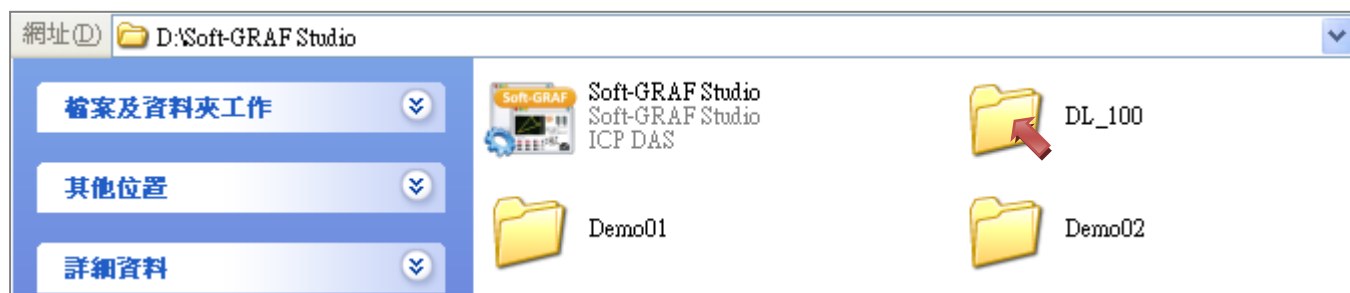 網址(D) D:\Soft-GRAF Studio
檔案及資料夾工作
其他位置
詳細資料
Soft-GRAF
Soft-GRAF Studio
Soft-GRAF Studio
ICP DAS
DL_100
Demo01
Demo02